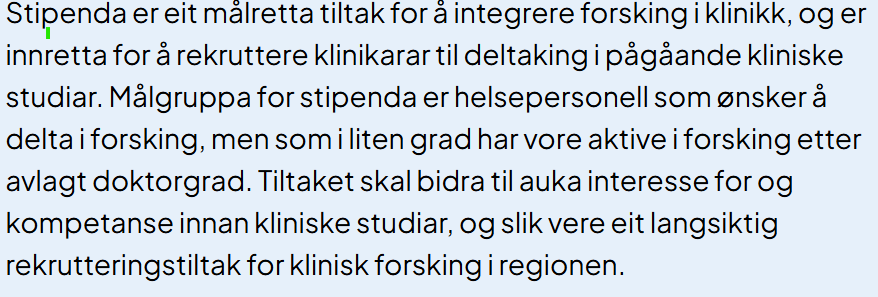 Stipenda er eit målretta tiltak for å integrere forsking i klinikk, og er
innretta for å rekruttere klinikarar til deltaking i pågåande kliniske
studiar. Målgruppa for stipenda er helsepersonell som ønsker å
delta i forsking, men som i liten grad har vore aktive i forsking etter
avlagt doktorgrad. Tiltaket skal bidra til auka interesse for og
kompetanse innan kliniske studiar, og slik vere eit langsiktig
rekrutteringstiltak for klinisk forsking i regionen.